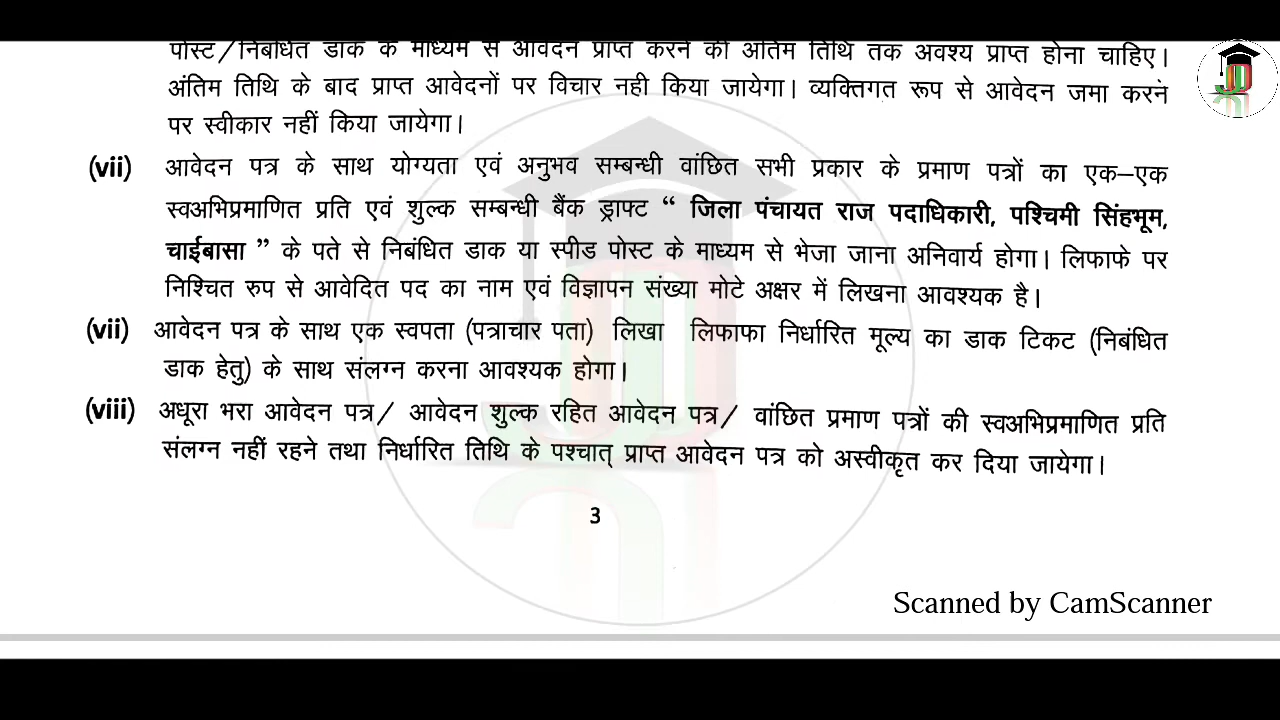 पोस्ट/निबंधित डाक के माध्यम से आवेदन प्राप्त करने की अंतिम तिथि तक अवश्य प्राप्त होना चाहिए।
अंतिम तिथि के बाद प्राप्त आवेदनों पर विचार नही किया जायेगा। व्यक्तिगत रूप से आवेदन जमा करने
पर स्वीकार नहीं किया जायेगा।
(vii) आवेदन पत्र के साथ योग्यता एवं अनुभव सम्बन्धी वांछित सभी प्रकार के प्रमाण पत्रों का एक–एक
स्वअभिप्रमाणित प्रति एवं शुल्क सम्बन्धी बैंक ड्राफ्ट “ जिला पंचायत राज पदाधिकारी, पश्चिमी सिंहभूम,
चाईबासा ” के पते से निबंधित डाक या स्पीड पोस्ट के माध्यम से भेजा जाना अनिवार्य होगा। लिफाफे पर
निश्चित रुप से आवेदित पद का नाम एवं विज्ञापन संख्या मोटे अक्षर में लिखना आवश्यक है।
(vii) आवेदन पत्र के साथ एक स्वपता (पत्राचार पता) लिखा लिफाफा निर्धारित मूल्य का डाक टिकट (निबंधित
डाक हेतु) के साथ संलग्न करना आवश्यक होगा।
(viii) अधूरा भरा आवेदन पत्र/ आवेदन शुल्क रहित आवेदन पत्र/ वांछित प्रमाण पत्रों की स्वअभिप्रमाणित प्रति
संलग्न नहीं रहने तथा निर्धारित तिथि के पश्चात् प्राप्त आवेदन पत्र को अस्वीकृत कर दिया जायेगा।
3
Scanned by CamScanner